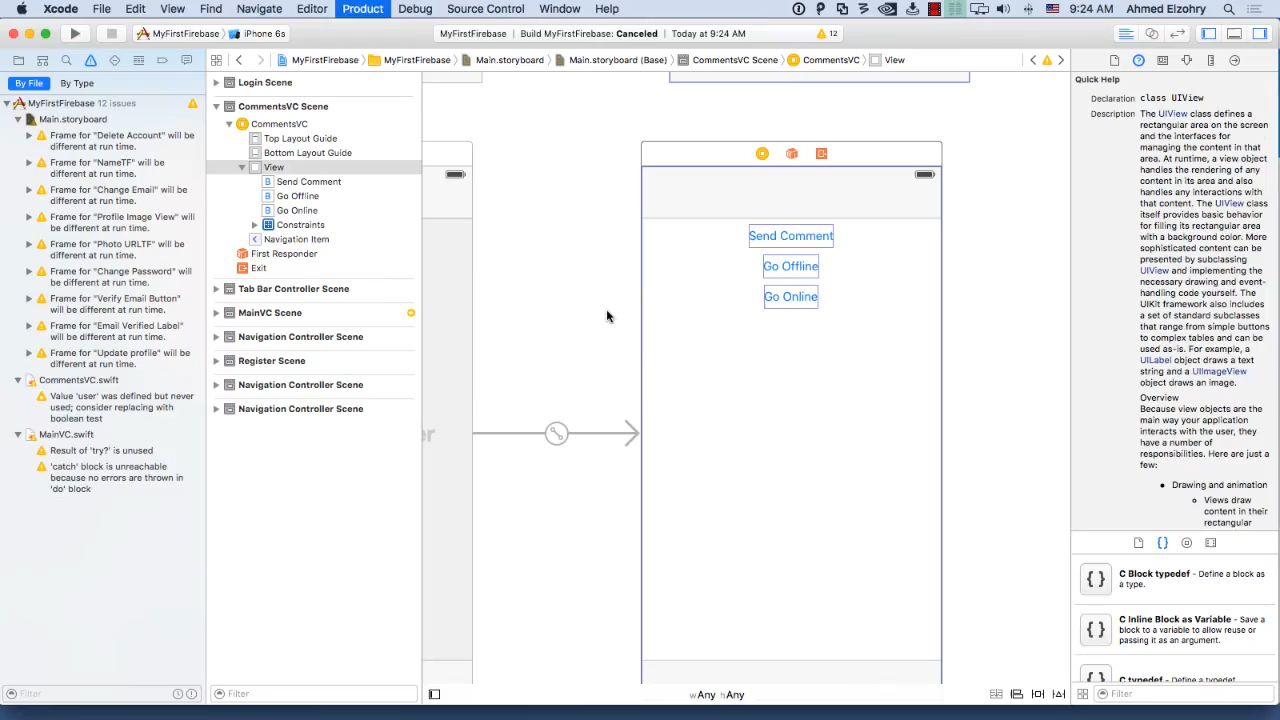 Xcode File Edit View Find Navigate Editor Product Debug Source Control Window Help 9:24 AM Ahmed Elzohry
MyFirstFirebase iPhone 6s MyFirstFirebase | Build MyFirstFirebase: Canceled Today at 9:24 AM 12
MyFirstFirebase MyFirstFirebase Main.storyboard Main.storyboard (Base) CommentsVC Scene CommentsVC View
By File By Type
MyFirstFirebase 12 issues
Main.storyboard
Frame for "Delete Account" will be
different at run time.
Frame for "NameTF" will be
different at run time.
Frame for "Change Email" will be
different at run time.
Frame for "Profile Image View" will
be different at run time.
Frame for "Photo URLTF" will be
different at run time.
Frame for "Change Password" will
be different at run time.
Frame for "Verify Email Button"
will be different at run time.
Frame for "Email Verified Label"
will be different at run time.
Frame for "Update profile" will be
different at run time.
CommentsVC.swift
Value 'user' was defined but never
used; consider replacing with
boolean test
MainVC.swift
Result of 'try?' is unused
'catch' block is unreachable
because no errors are thrown in
'do' block
Filter
Login Scene
CommentsVC Scene
CommentsVC
Top Layout Guide
Bottom Layout Guide
View
B Send Comment
B Go Offline
B Go Online
Constraints
Navigation Item
First Responder
Exit
Tab Bar Controller Scene
MainVC Scene
Navigation Controller Scene
Register Scene
Navigation Controller Scene
Navigation Controller Scene
Filter
Send Comment
Go Offline
Go Online
wAny hAny
Quick Help
Declaration class UIView
Description The UIView class defines a
rectangular area on the screen
and the interfaces for
managing the content in that
area. At runtime, a view object
handles the rendering of any
content in its area and also
handles any interactions with
that content. The UIView class
itself provides basic behavior
for filling its rectangular area
with a background color. More
sophisticated content can be
presented by subclassing
UIView and implementing the
necessary drawing and event-
handling code yourself. The
UIKit framework also includes
a set of standard subclasses
that range from simple buttons
to complex tables and can be
used as-is. For example, a
UILabel object draws a text
string and a UIImageView
object draws an image.
Overview
Because view objects are the
main way your application
interacts with the user, they
have a number of
responsibilities. Here are just a
few:
• Drawing and animation
Views draw
content in their
rectangular
C Block typedef - Define a block as
a type.
C Inline Block as Variable - Save a
block to a variable to allow reuse or
passing it as an argument.
C typedef - Define a typedef.
Filter